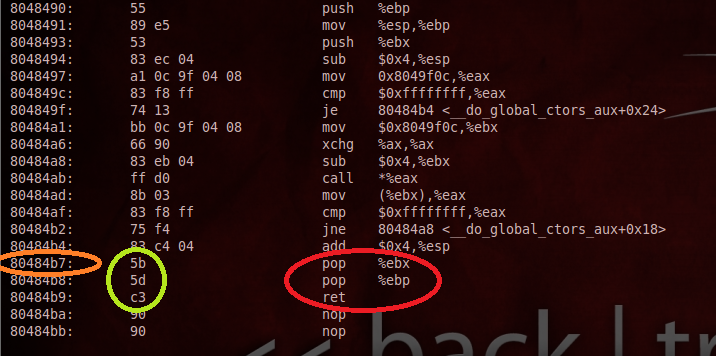 8048490: 55 push %ebp
8048491: 89 e5 mov %esp,%ebp
8048493: 53 push %ebx
8048494: 83 ec 04 sub $0x4,%esp
8048497: a1 0c 9f 04 08 mov 0x8049f0c,%eax
804849c: 83 f8 ff cmp $0xffffffff,%eax
804849f: 74 13 je 80484b4 <__do_global_ctors_aux+0x24>
80484a1: bb 0c 9f 04 08 mov $0x8049f0c,%ebx
80484a6: 66 90 xchg %ax,%ax
80484a8: 83 eb 04 sub $0x4,%ebx
80484ab: ff d0 call *%eax
80484ad: 8b 03 mov (%ebx),%eax
80484af: 83 f8 ff cmp $0xffffffff,%eax
80484b2: 75 f4 jne 80484a8 <__do_global_ctors_aux+0x18>
80484b4: 83 c4 04 add $0x4,%esp
80484b7: 5b pop %ebx
80484b8: 5d pop %ebp
80484b9: c3 ret
80484ba: 90 nop
80484bb: 90 nop
<< back | tr